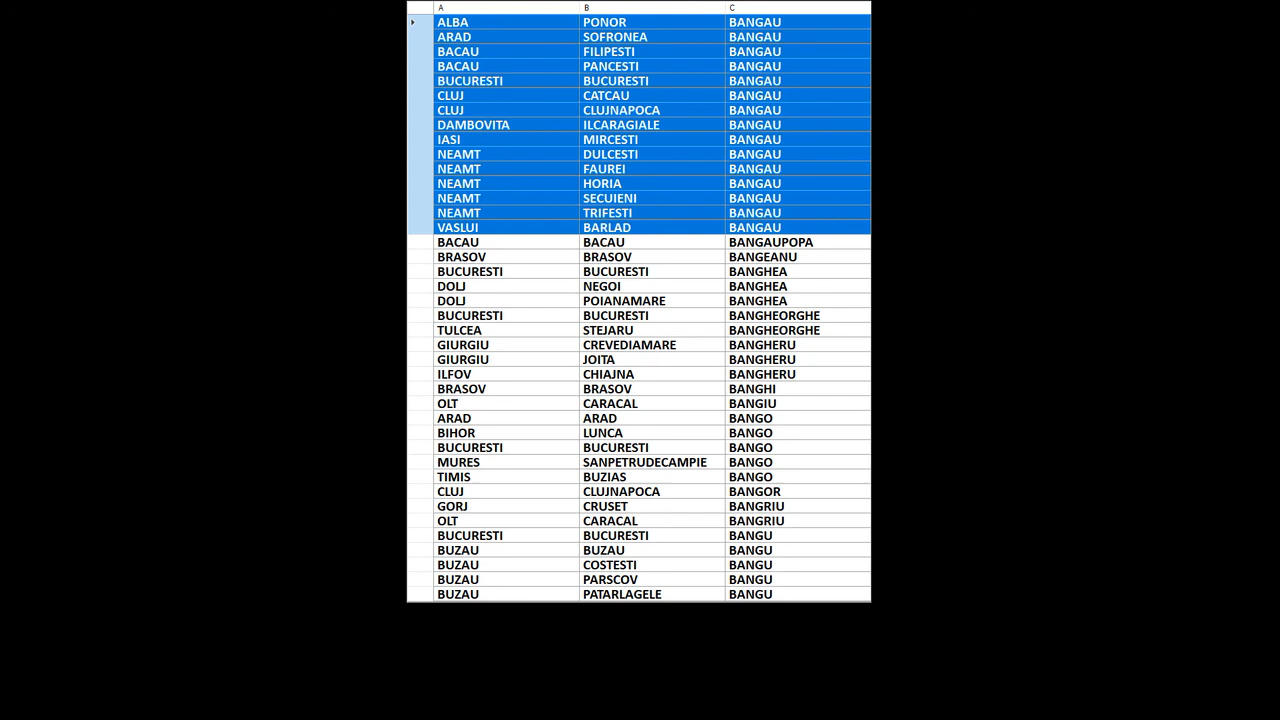 A B C
ALBA PONOR BANGAU
ARAD SOFRONEA BANGAU
BACAU FILIPESTI BANGAU
BACAU PANCESTI BANGAU
BUCURESTI BUCURESTI BANGAU
CLUJ CATCAU BANGAU
CLUJ CLUJNAPOCA BANGAU
DAMBOVITA ILCARAGIALE BANGAU
IASI MIRCESTI BANGAU
NEAMT DULCESTI BANGAU
NEAMT FAUREI BANGAU
NEAMT HORIA BANGAU
NEAMT SECUIENI BANGAU
NEAMT TRIFESTI BANGAU
VASLUI BARLAD BANGAU
BACAU BACAU BANGAUPOPA
BRASOV BRASOV BANGEANU
BUCURESTI BUCURESTI BANGHEA
DOLJ NEGOI BANGHEA
DOLJ POIANAMARE BANGHEA
BUCURESTI BUCURESTI BANGHEORGHE
TULCEA STEJARU BANGHEORGHE
GIURGIU CREVEDIAMARE BANGHERU
GIURGIU JOITA BANGHERU
ILFOV CHIAJNA BANGHERU
BRASOV BRASOV BANGHI
OLT CARACAL BANGIU
ARAD ARAD BANGO
BIHOR LUNCA BANGO
BUCURESTI BUCURESTI BANGO
MURES SANPETRUDECAMPIE BANGO
TIMIS BUZIAS BANGO
CLUJ CLUJNAPOCA BANGOR
GORJ CRUSET BANGRIU
OLT CARACAL BANGRIU
BUCURESTI BUCURESTI BANGU
BUZAU BUZAU BANGU
BUZAU COSTESTI BANGU
BUZAU PARSCOV BANGU
BUZAU PATARLAGELE BANGU